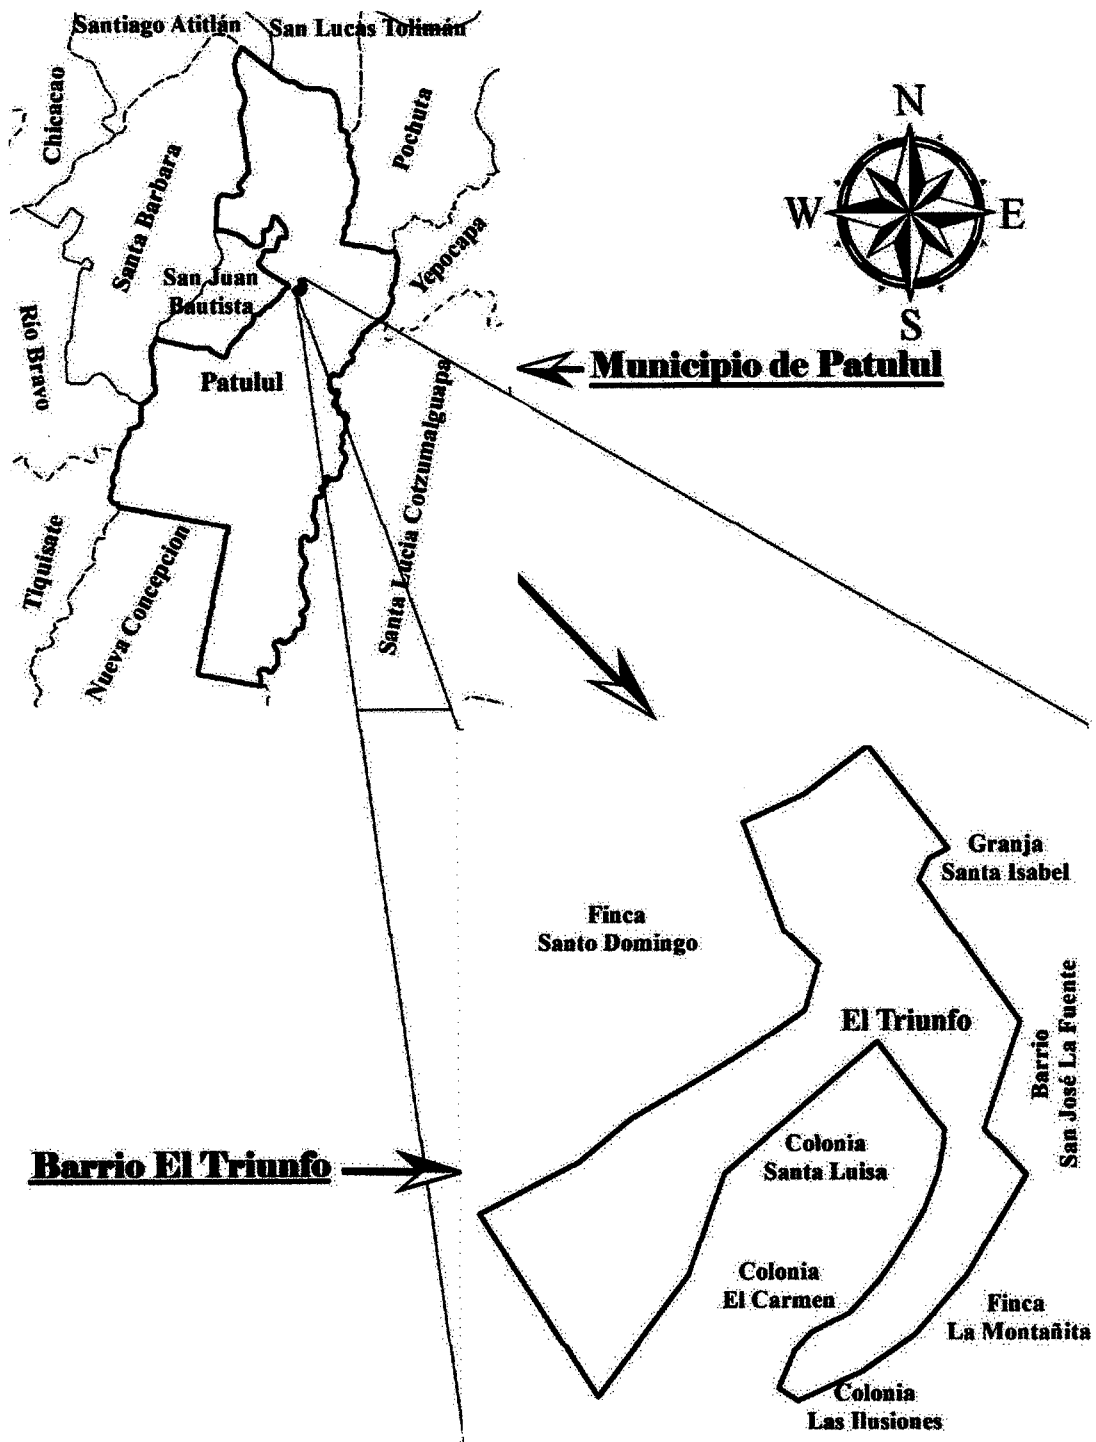 Santiago Atitlán
San Lucas Tolimán
Chicacao
Pochuta
Santa Barbara
N
W
E
S
Yepocapa
San Juan
Bautista
Rio Bravo
Municipio de Patulul
Patulul
Santa Lucia Cotzumalguapa
Tiquisate
Nueva Concepcion
Granja
Santa Isabel
Finca
Santo Domingo
El Triunfo
Barrio
San José La Fuente
Colonia
Santa Luisa
Barrio El Triunfo
Colonia
El Carmen
Finca
La Montañita
Colonia
Las Ilusiones